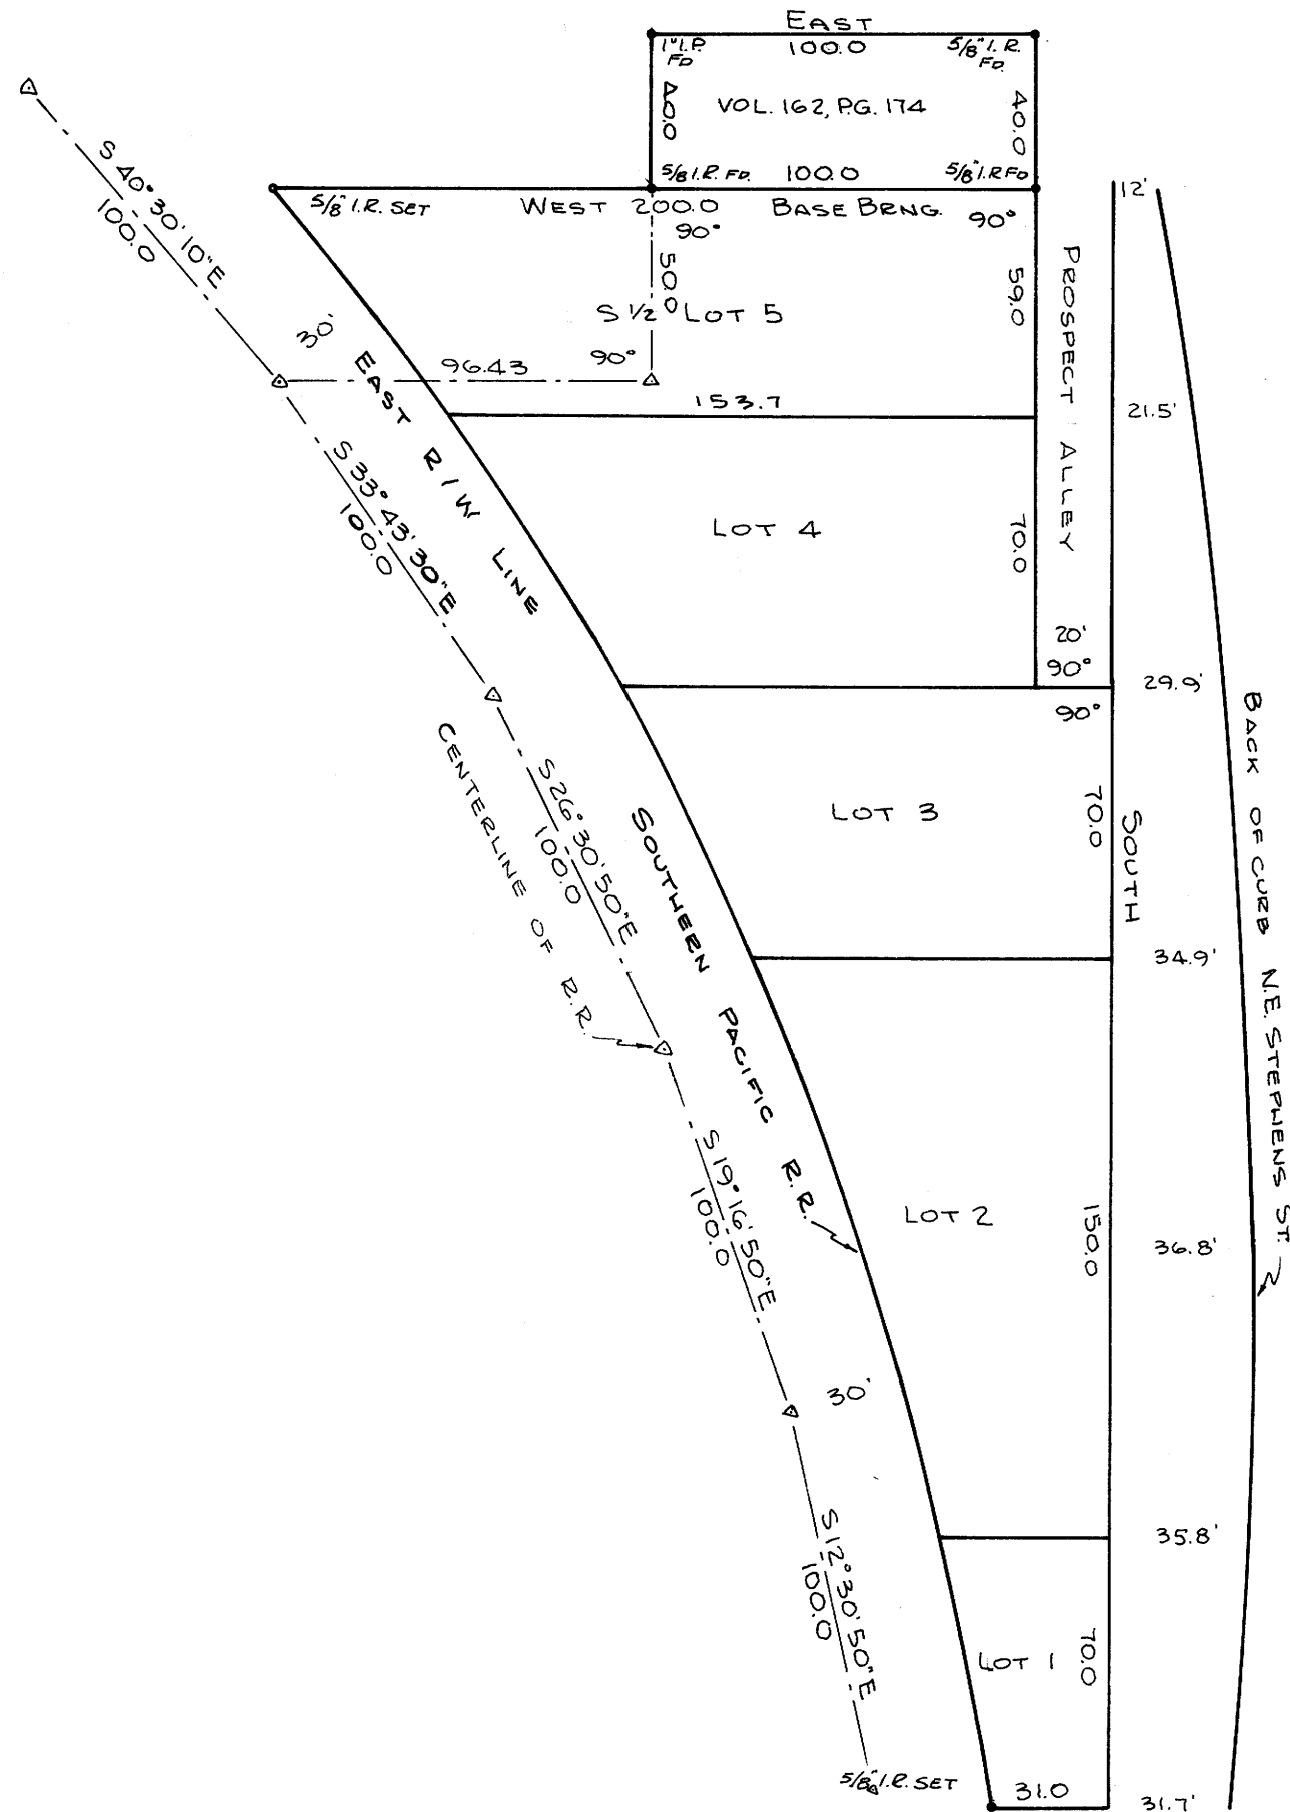 EAST
1" I.P. FD
100.0
5/8" I.R. FD.
40.0
VOL. 162, P.G. 174
40.0
5/8 I.R. FD.
100.0
5/8" I.R FD
12'
5/8" I.R. SET
WEST 200.0 BASE BRNG.
90°
90°
S 40° 30' 10" E
100.0
50.0
59.0
PROSPECT ALLEY
S 1/2 LOT 5
30'
96.43
90°
153.7
21.5'
EAST R/W LINE
S 33° 43' 30" E
100.0
LOT 4
70.0
20'
90°
29.9'
90°
BACK OF CURB N.E. STEPHENS ST.
CENTERLINE OF R.R.
S 26° 30' 50" E
100.0
SOUTHERN PACIFIC R.R.
LOT 3
70.0
SOUTH
34.9'
S 19° 16' 50" E
100.0
LOT 2
150.0
36.8'
30'
S 12° 30' 50" E
100.0
35.8'
LOT 1
70.0
5/8" I.R. SET
31.0
31.7'